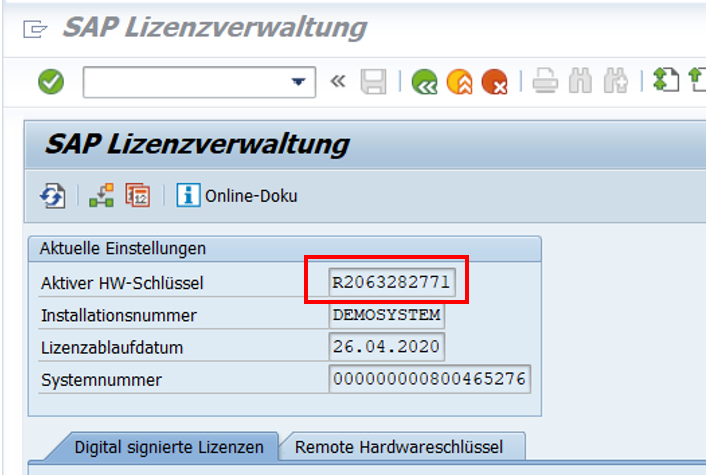 SAP Lizenzverwaltung
SAP Lizenzverwaltung
12 Online-Doku
Aktuelle Einstellungen
Aktiver HW-Schlüssel R2063282771
Installationsnummer DEMOSYSTEM
Lizenzablaufdatum 26.04.2020
Systemnummer 000000000800465276
Digital signierte Lizenzen Remote Hardwareschlüssel